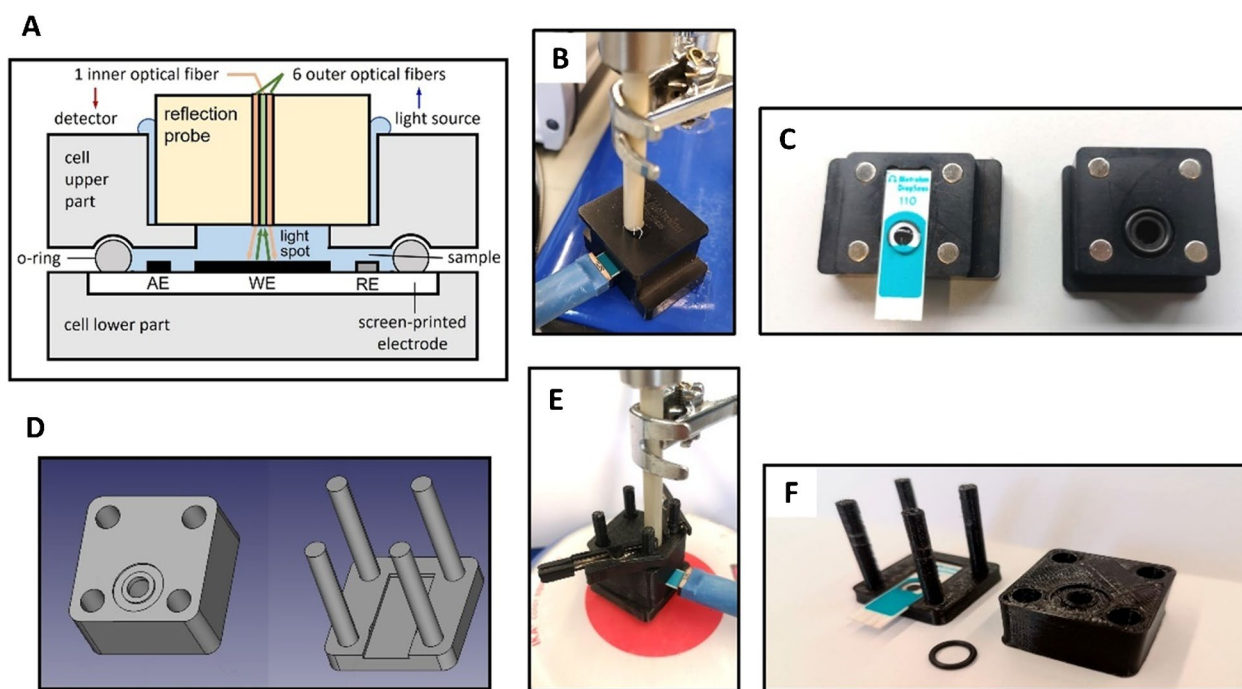 A
1 inner optical fiber
6 outer optical fibers
detector
reflection
probe
light source
cell
upper
part
light
spot
o-ring
sample
AE
WE
RE
cell lower part
screen-printed
electrode
B
C
Metrohm
DropSens
110
D
E
F